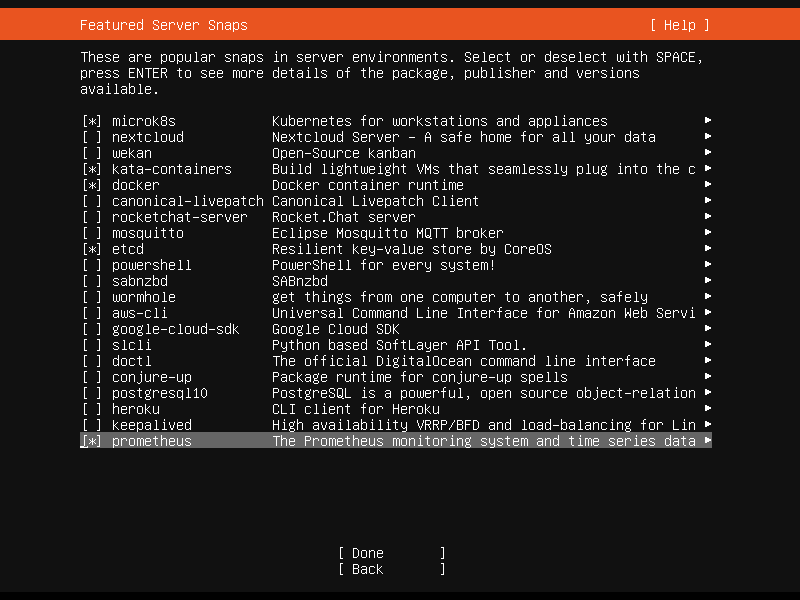 Featured Server Snaps [ Help ]
These are popular snaps in server environments. Select or deselect with SPACE,
press ENTER to see more details of the package, publisher and versions
available.
[*] microk8s Kubernetes for workstations and appliances ▸
[ ] nextcloud Nextcloud Server - A safe home for all your data ▸
[ ] wekan Open-Source kanban ▸
[*] kata-containers Build lightweight VMs that seamlessly plug into the c ▸
[*] docker Docker container runtime ▸
[ ] canonical-livepatch Canonical Livepatch Client ▸
[ ] rocketchat-server Rocket.Chat server ▸
[ ] mosquitto Eclipse Mosquitto MQTT broker ▸
[*] etcd Resilient key-value store by CoreOS ▸
[ ] powershell PowerShell for every system! ▸
[ ] sabnzbd SABnzbd ▸
[ ] wormhole get things from one computer to another, safely ▸
[ ] aws-cli Universal Command Line Interface for Amazon Web Servi ▸
[ ] google-cloud-sdk Google Cloud SDK ▸
[ ] slcli Python based SoftLayer API Tool. ▸
[ ] doctl The official DigitalOcean command line interface ▸
[ ] conjure-up Package runtime for conjure-up spells ▸
[ ] postgresql10 PostgreSQL is a powerful, open source object-relation ▸
[ ] heroku CLI client for Heroku ▸
[ ] keepalived High availability VRRP/BFD and load-balancing for Lin ▸
[*] prometheus The Prometheus monitoring system and time series data ▸
[ Done ]
[ Back ]